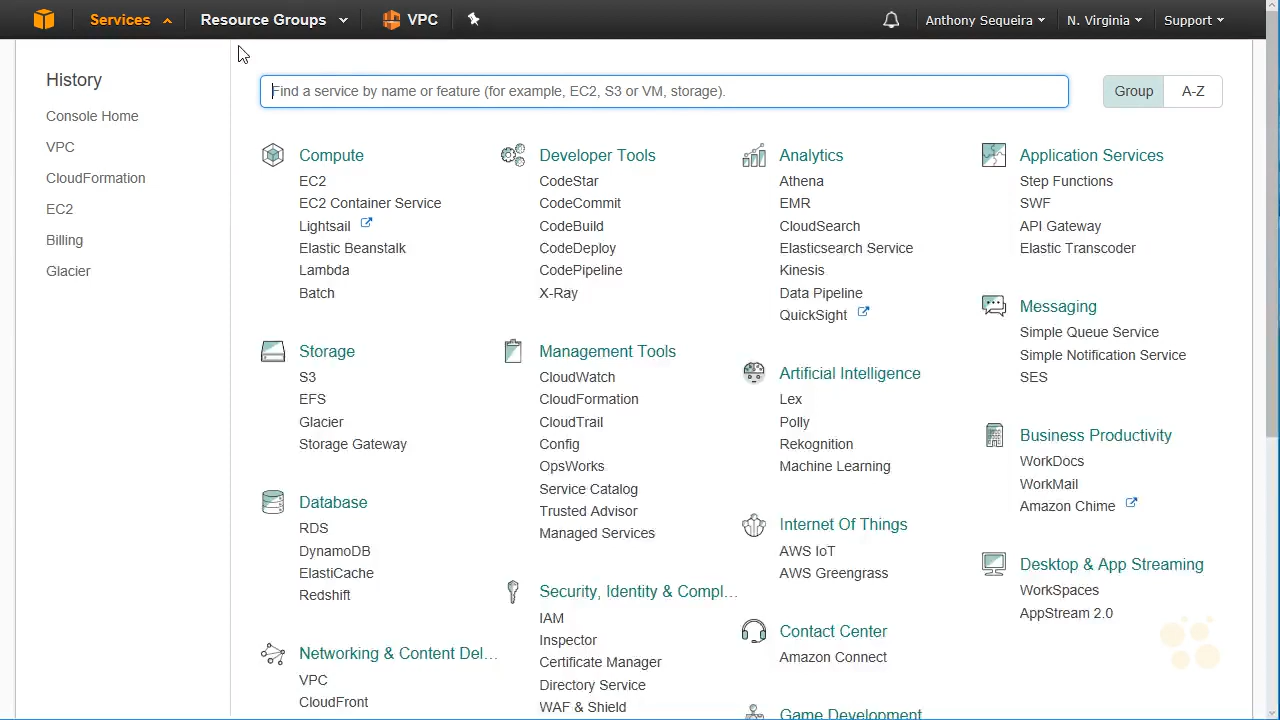 Services
Resource Groups
VPC
Anthony Sequeira
N. Virginia
Support
History
Console Home
VPC
CloudFormation
EC2
Billing
Glacier
Find a service by name or feature (for example, EC2, S3 or VM, storage).
Group
A-Z
Compute
EC2
EC2 Container Service
Lightsail
Elastic Beanstalk
Lambda
Batch
Storage
S3
EFS
Glacier
Storage Gateway
Database
RDS
DynamoDB
ElastiCache
Redshift
Networking & Content Del...
VPC
CloudFront
Developer Tools
CodeStar
CodeCommit
CodeBuild
CodeDeploy
CodePipeline
X-Ray
Management Tools
CloudWatch
CloudFormation
CloudTrail
Config
OpsWorks
Service Catalog
Trusted Advisor
Managed Services
Security, Identity & Compl...
IAM
Inspector
Certificate Manager
Directory Service
WAF & Shield
Analytics
Athena
EMR
CloudSearch
Elasticsearch Service
Kinesis
Data Pipeline
QuickSight
Artificial Intelligence
Lex
Polly
Rekognition
Machine Learning
Internet Of Things
AWS IoT
AWS Greengrass
Contact Center
Amazon Connect
Game Development
Application Services
Step Functions
SWF
API Gateway
Elastic Transcoder
Messaging
Simple Queue Service
Simple Notification Service
SES
Business Productivity
WorkDocs
WorkMail
Amazon Chime
Desktop & App Streaming
WorkSpaces
AppStream 2.0